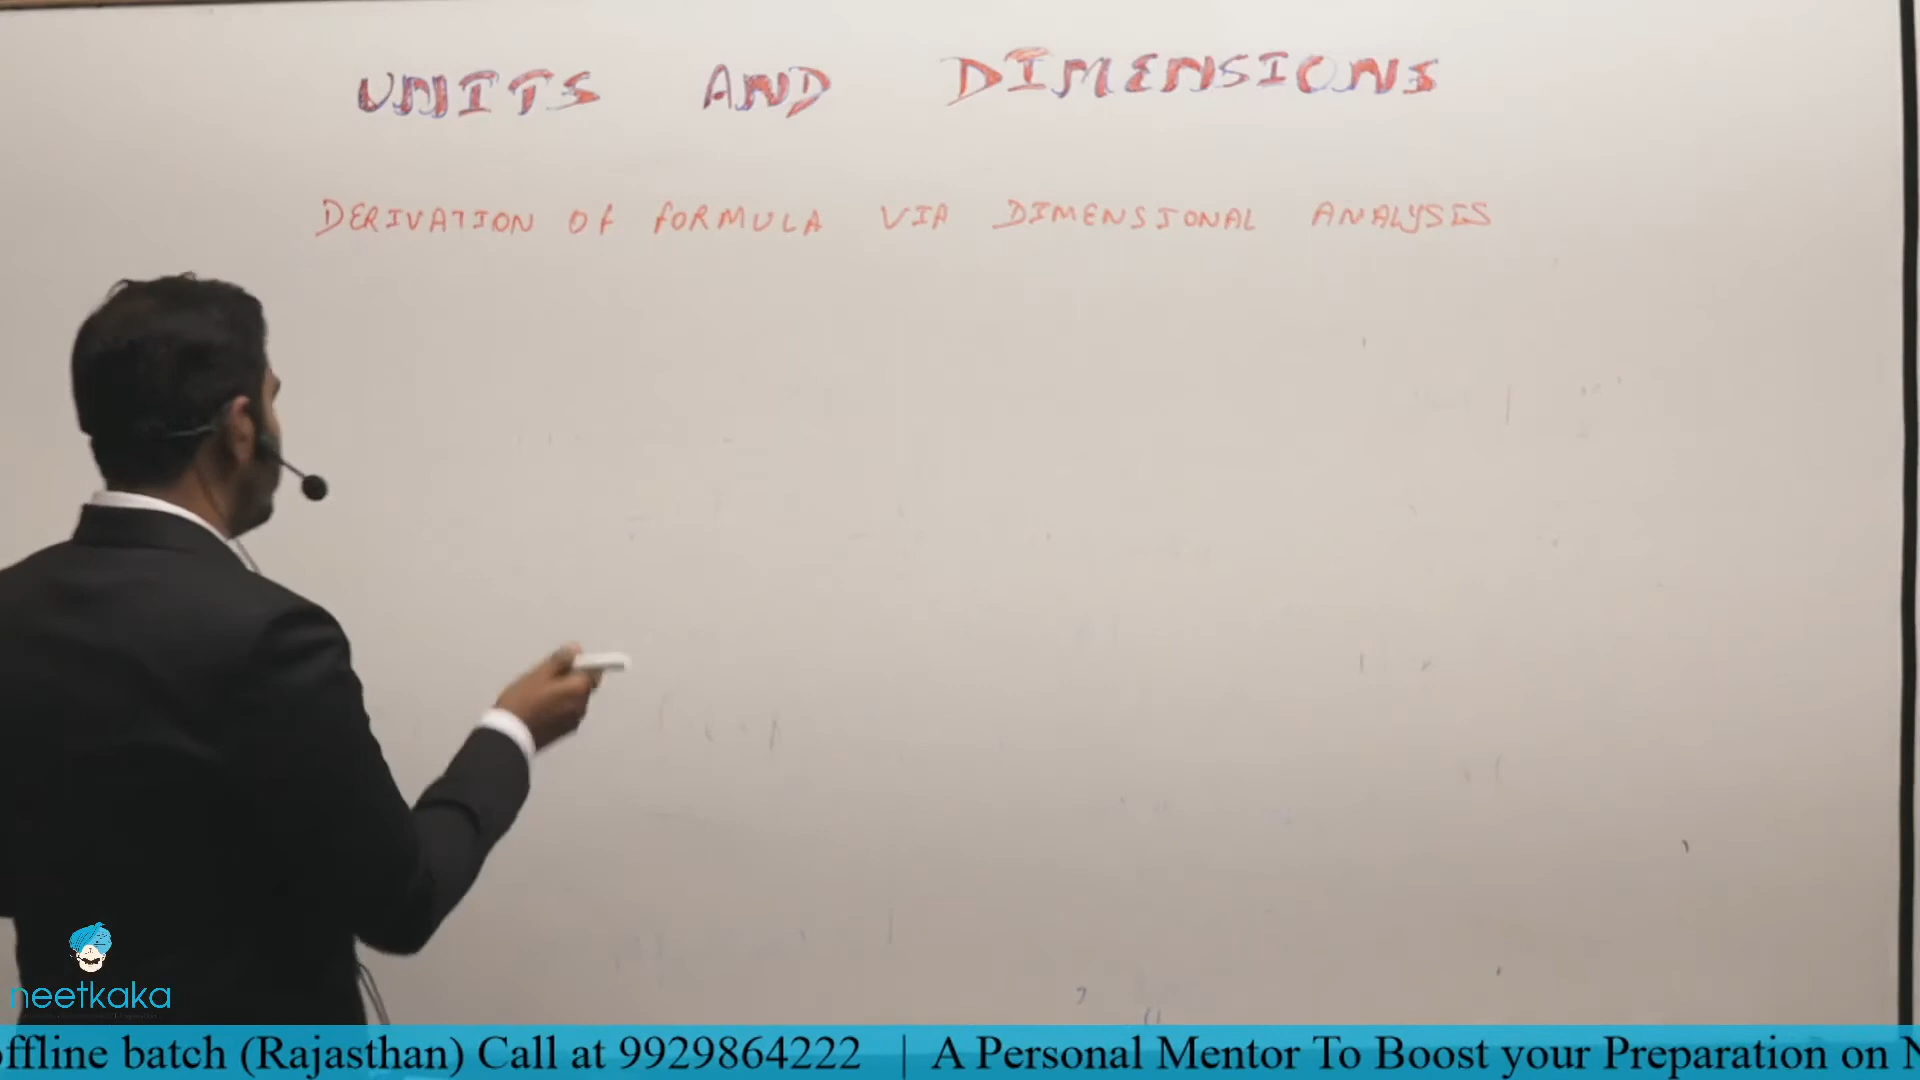 UNITS AND DIMENSIONS
DERIVATION OF FORMULA VIA DIMENSIONAL ANALYSIS
neetkaka
offline batch (Rajasthan) Call at 9929864222 | A Personal Mentor To Boost your Preparation on N